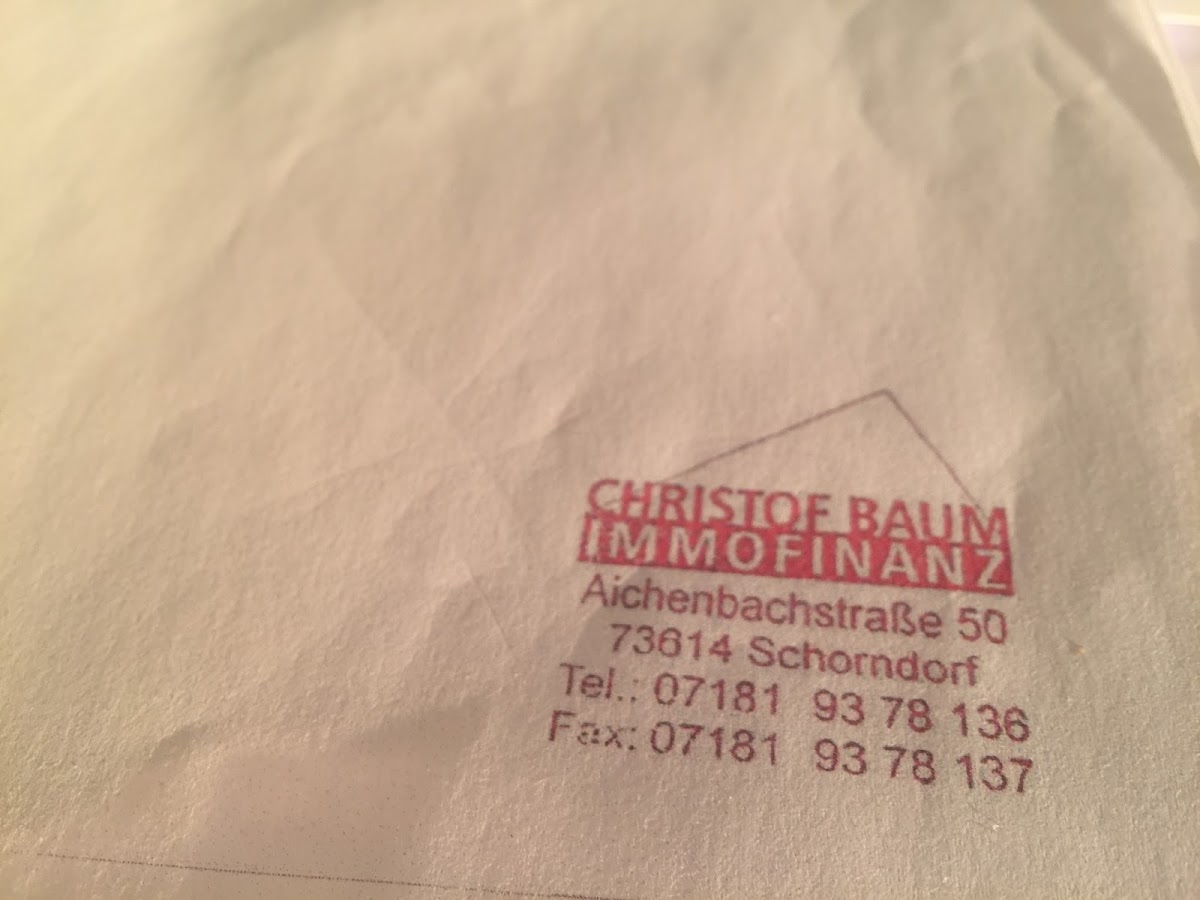 CHRISTOF BAUM
IMMOFINANZ
Aichenbachstraße 50
73614 Schorndorf
Tel.: 07181 93 78 136
Fax: 07181 93 78 137